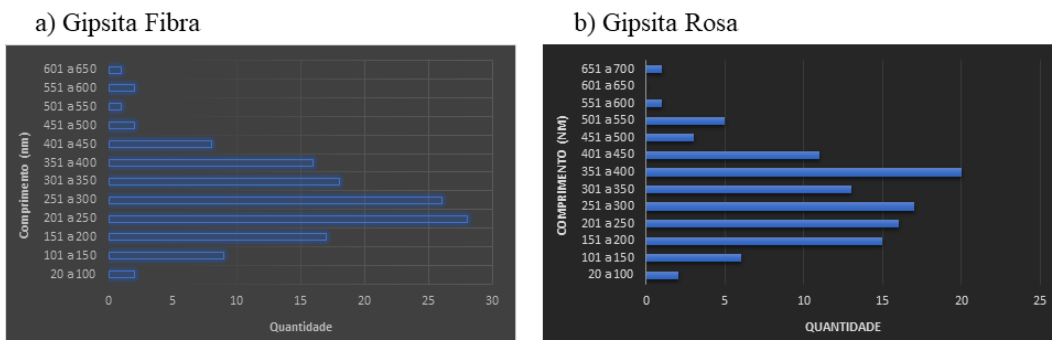 a) Gipsita Fibra
601 a 650
551 a 600
501 a 550
451 a 500
401 a 450
351 a 400
301 a 350
251 a 300
201 a 250
151 a 200
101 a 150
20 a 100
Comprimento (nm)
0 5 10 15 20 25 30
Quantidade
b) Gipsita Rosa
651 a 700
601 a 650
551 a 600
501 a 550
451 a 500
401 a 450
351 a 400
301 a 350
251 a 300
201 a 250
151 a 200
101 a 150
20 a 100
COMPRIMENTO (NM)
0 5 10 15 20 25
QUANTIDADE